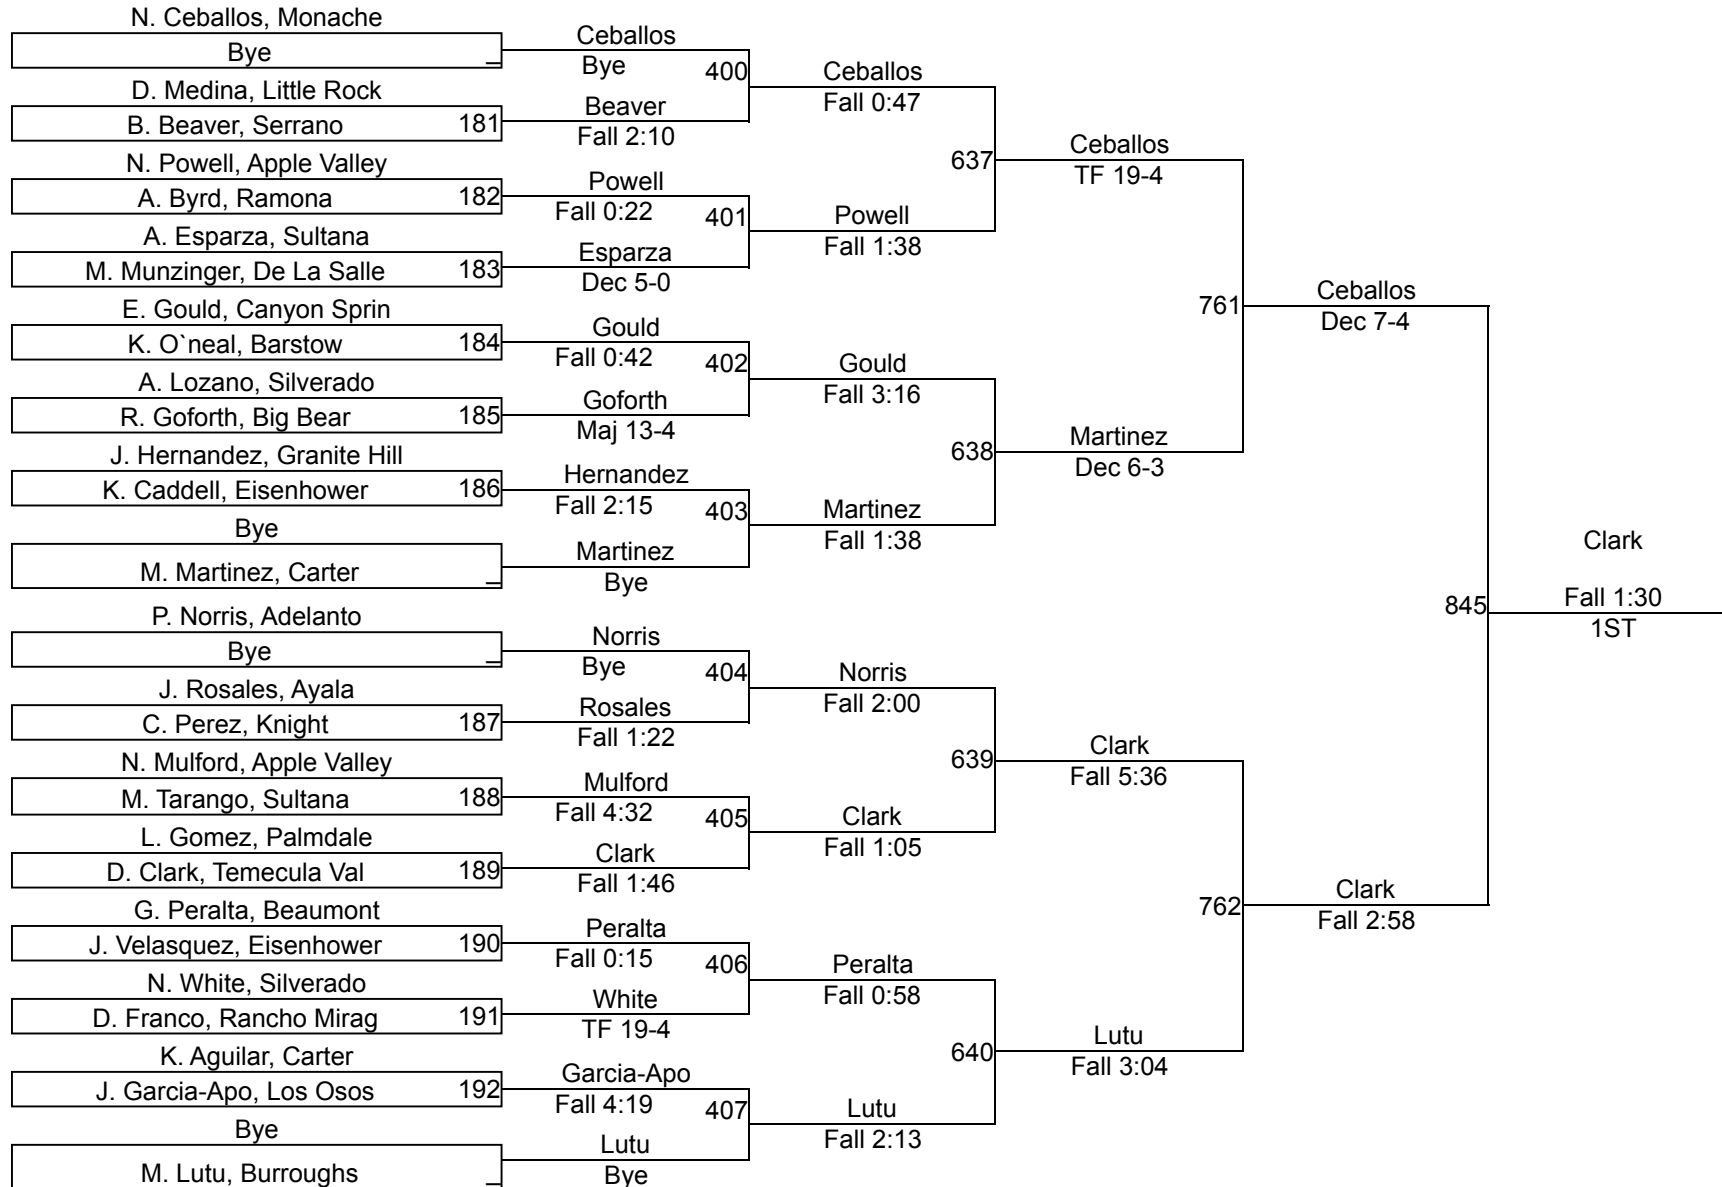 N. Ceballos, Monache
Bye _
D. Medina, Little Rock
B. Beaver, Serrano 181
N. Powell, Apple Valley
A. Byrd, Ramona 182
A. Esparza, Sultana
M. Munzinger, De La Salle 183
E. Gould, Canyon Sprin
K. O`neal, Barstow 184
A. Lozano, Silverado
R. Goforth, Big Bear 185
J. Hernandez, Granite Hill
K. Caddell, Eisenhower 186
Bye
M. Martinez, Carter _
P. Norris, Adelanto
Bye _
J. Rosales, Ayala
C. Perez, Knight 187
N. Mulford, Apple Valley
M. Tarango, Sultana 188
L. Gomez, Palmdale
D. Clark, Temecula Val 189
G. Peralta, Beaumont
J. Velasquez, Eisenhower 190
N. White, Silverado
D. Franco, Rancho Mirag 191
K. Aguilar, Carter
J. Garcia-Apo, Los Osos 192
Bye
M. Lutu, Burroughs _
Ceballos
Bye 400
Beaver
Fall 2:10
Powell
Fall 0:22 401
Esparza
Dec 5-0
Gould
Fall 0:42 402
Goforth
Maj 13-4
Hernandez
Fall 2:15 403
Martinez
Bye
Norris
Bye 404
Rosales
Fall 1:22
Mulford
Fall 4:32 405
Clark
Fall 1:46
Peralta
Fall 0:15 406
White
TF 19-4
Garcia-Apo
Fall 4:19 407
Lutu
Bye
Ceballos
Fall 0:47
637
Powell
Fall 1:38
Gould
Fall 3:16
638
Martinez
Fall 1:38
Norris
Fall 2:00
639
Clark
Fall 1:05
Peralta
Fall 0:58
640
Lutu
Fall 2:13
Ceballos
TF 19-4
761
Martinez
Dec 6-3
Clark
Fall 5:36
762
Lutu
Fall 3:04
Ceballos
Dec 7-4
845
Clark
Fall 2:58
Clark
Fall 1:30
1ST